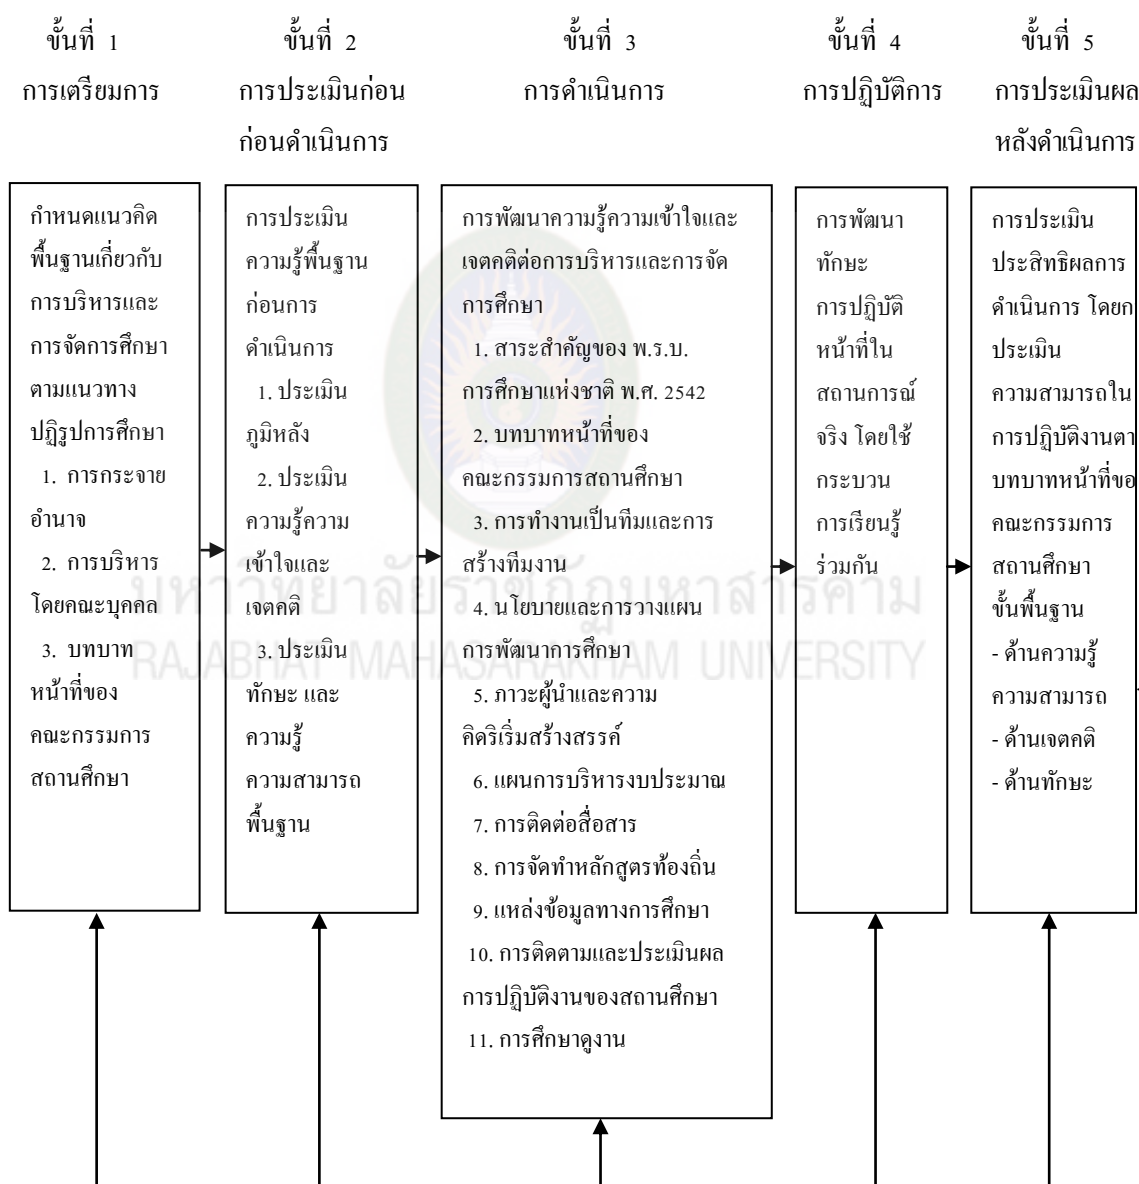 ขั้นที่ 1
การเตรียมการ
ขั้นที่ 2
การประเมินก่อน
ก่อนดำเนินการ
ขั้นที่ 3
การดำเนินการ
ขั้นที่ 4
การปฏิบัติการ
ขั้นที่ 5
การประเมินผล
หลังดำเนินการ
กำหนดแนวคิด
พื้นฐานเกี่ยวกับ
การบริหารและ
การจัดการศึกษา
ตามแนวทาง
ปฏิรูปการศึกษา
1. การกระจาย
อำนาจ
2. การบริหาร
โดยคณะบุคคล
3. บทบาท
หน้าที่ของ
คณะกรรมการ
สถานศึกษา
การประเมิน
ความรู้พื้นฐาน
ก่อนการ
ดำเนินการ
1. ประเมิน
ภูมิหลัง
2. ประเมิน
ความรู้ความ
เข้าใจและ
เจตคติ
3. ประเมิน
ทักษะ และ
ความรู้
ความสามารถ
พื้นฐาน
การพัฒนาความรู้ความเข้าใจและ
เจตคติต่อการบริหารและการจัด
การศึกษา
1. สาระสำคัญของ พ.ร.บ.
การศึกษาแห่งชาติ พ.ศ. 2542
2. บทบาทหน้าที่ของ
คณะกรรมการสถานศึกษา
3. การทำงานเป็นทีมและการ
สร้างทีมงาน
4. นโยบายและการวางแผน
การพัฒนาการศึกษา
5. ภาวะผู้นำและความ
คิดริเริ่มสร้างสรรค์
6. แผนการบริหารงบประมาณ
7. การติดต่อสื่อสาร
8. การจัดทำหลักสูตรท้องถิ่น
9. แหล่งข้อมูลทางการศึกษา
10. การติดตามและประเมินผล
การปฏิบัติงานของสถานศึกษา
11. การศึกษาดูงาน
การพัฒนา
ทักษะ
การปฏิบัติ
หน้าที่ใน
สถานการณ์
จริง โดยใช้
กระบวน
การเรียนรู้
ร่วมกัน
การประเมิน
ประสิทธิผลการ
ดำเนินการ โดยก
ประเมิน
ความสามารถใน
การปฏิบัติงานตา
บทบาทหน้าที่ขอ
คณะกรรมการ
สถานศึกษา
ขั้นพื้นฐาน
- ด้านความรู้
ความสามารถ
- ด้านเจตคติ
- ด้านทักษะ
มหาวิทยาลัยราชภัฏมหาสารคาม
RAJABHAT MAHASARAKHAM UNIVERSITY